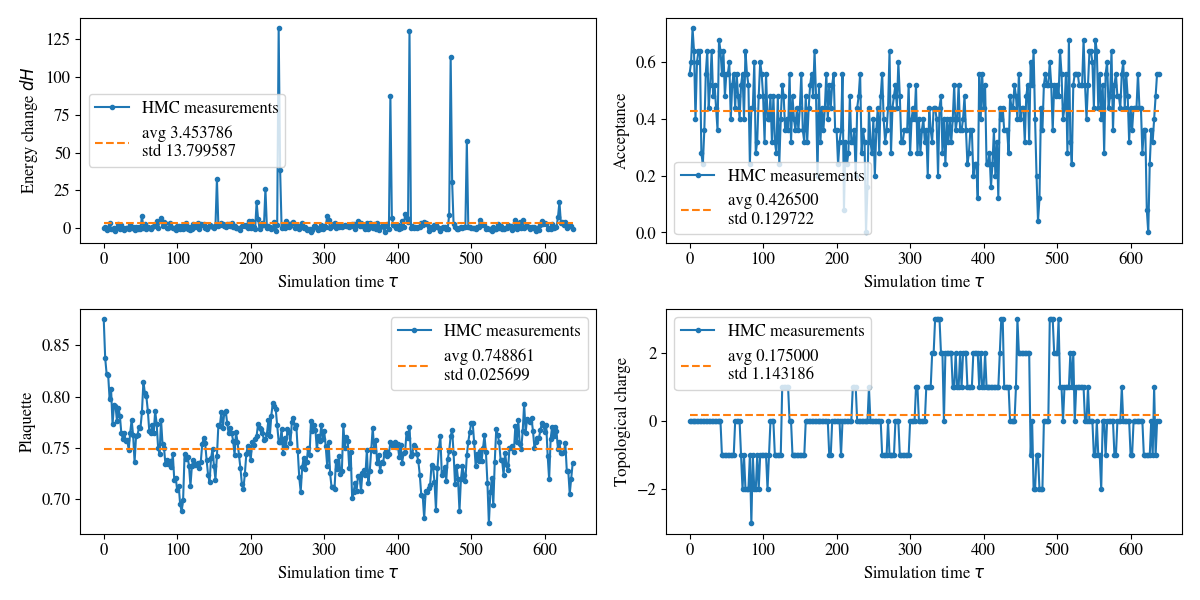 Energy change dH
125
100
75
50
25
0
HMC measurements
avg 3.453786
std 13.799587
0 100 200 300 400 500 600
Simulation time τ
Acceptance
0.6
0.4
0.2
0.0
HMC measurements
avg 0.426500
std 0.129722
0 100 200 300 400 500 600
Simulation time τ
Plaquette
0.85
0.80
0.75
0.70
HMC measurements
avg 0.748861
std 0.025699
0 100 200 300 400 500 600
Simulation time τ
Topological charge
2
0
−2
HMC measurements
avg 0.175000
std 1.143186
0 100 200 300 400 500 600
Simulation time τ